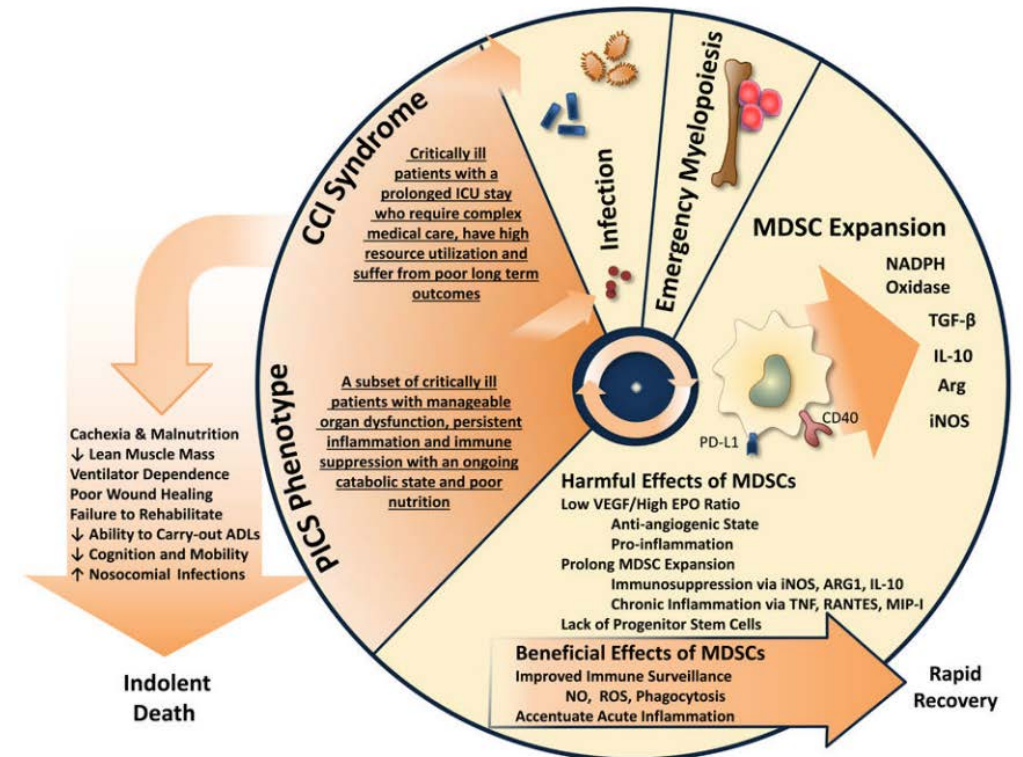 CCI Syndrome
Critically ill
patients with a
prolonged ICU stay
who require complex
medical care, have high
resource utilization and
suffer from poor long term
outcomes
PICS Phenotype
A subset of critically ill
patients with manageable
organ dysfunction, persistent
inflammation and immune
suppression with an ongoing
catabolic state and poor
nutrition
Infection
Emergency Myelopoiesis
MDSC Expansion
NADPH
Oxidase
TGF-β
IL-10
Arg
iNOS
CD40
PD-L1
Harmful Effects of MDSCs
Low VEGF/High EPO Ratio
Anti-angiogenic State
Pro-inflammation
Prolong MDSC Expansion
Immunosuppression via iNOS, ARG1, IL-10
Chronic Inflammation via TNF, RANTES, MIP-I
Lack of Progenitor Stem Cells
Beneficial Effects of MDSCs
Improved Immune Surveillance
NO, ROS, Phagocytosis
Accentuate Acute Inflammation
Rapid
Recovery
Cachexia & Malnutrition
↓ Lean Muscle Mass
Ventilator Dependence
Poor Wound Healing
Failure to Rehabilitate
↓ Ability to Carry-out ADLs
↓ Cognition and Mobility
↑ Nosocomial Infections
Indolent
Death